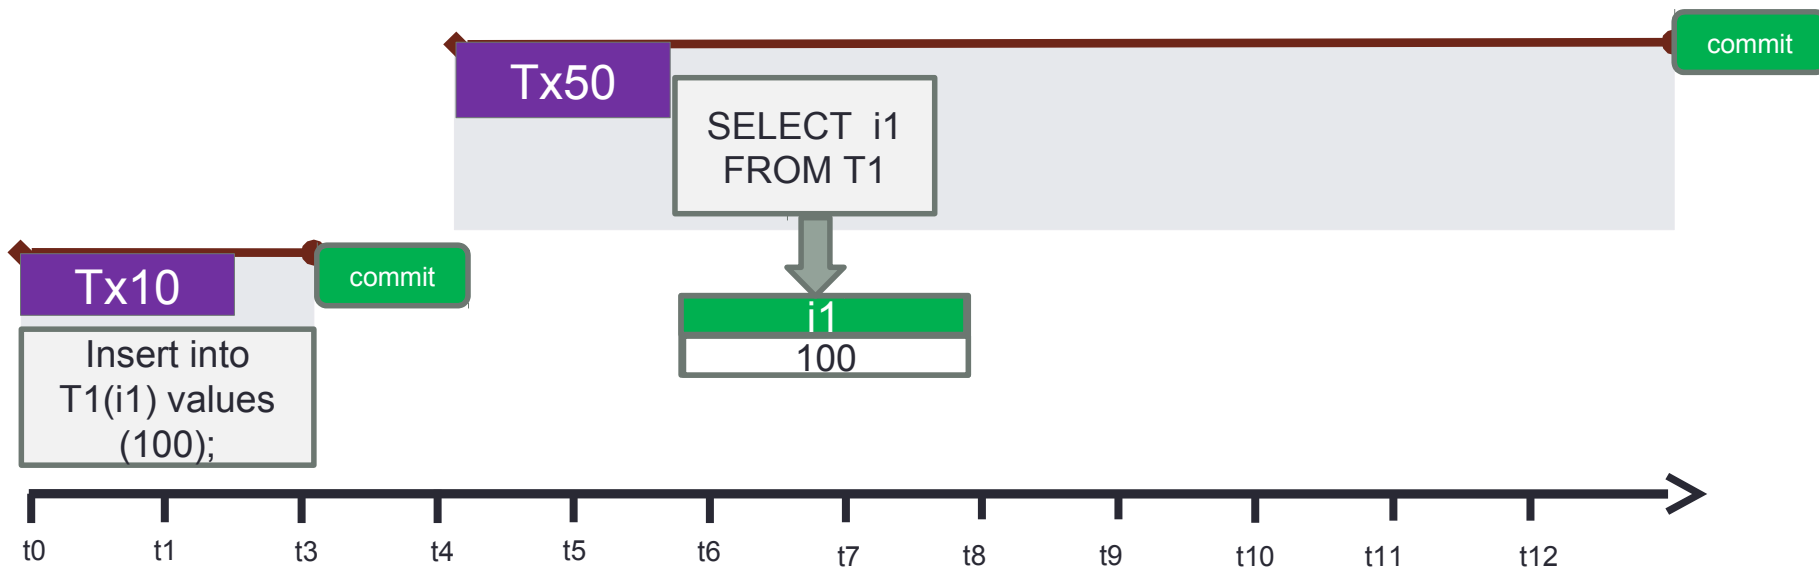 commit
Tx50
SELECT i1
FROM T1
Tx10
commit
i1
100
Insert into
T1(i1) values
(100);
t0 t1 t3 t4 t5 t6 t7 t8 t9 t10 t11 t12